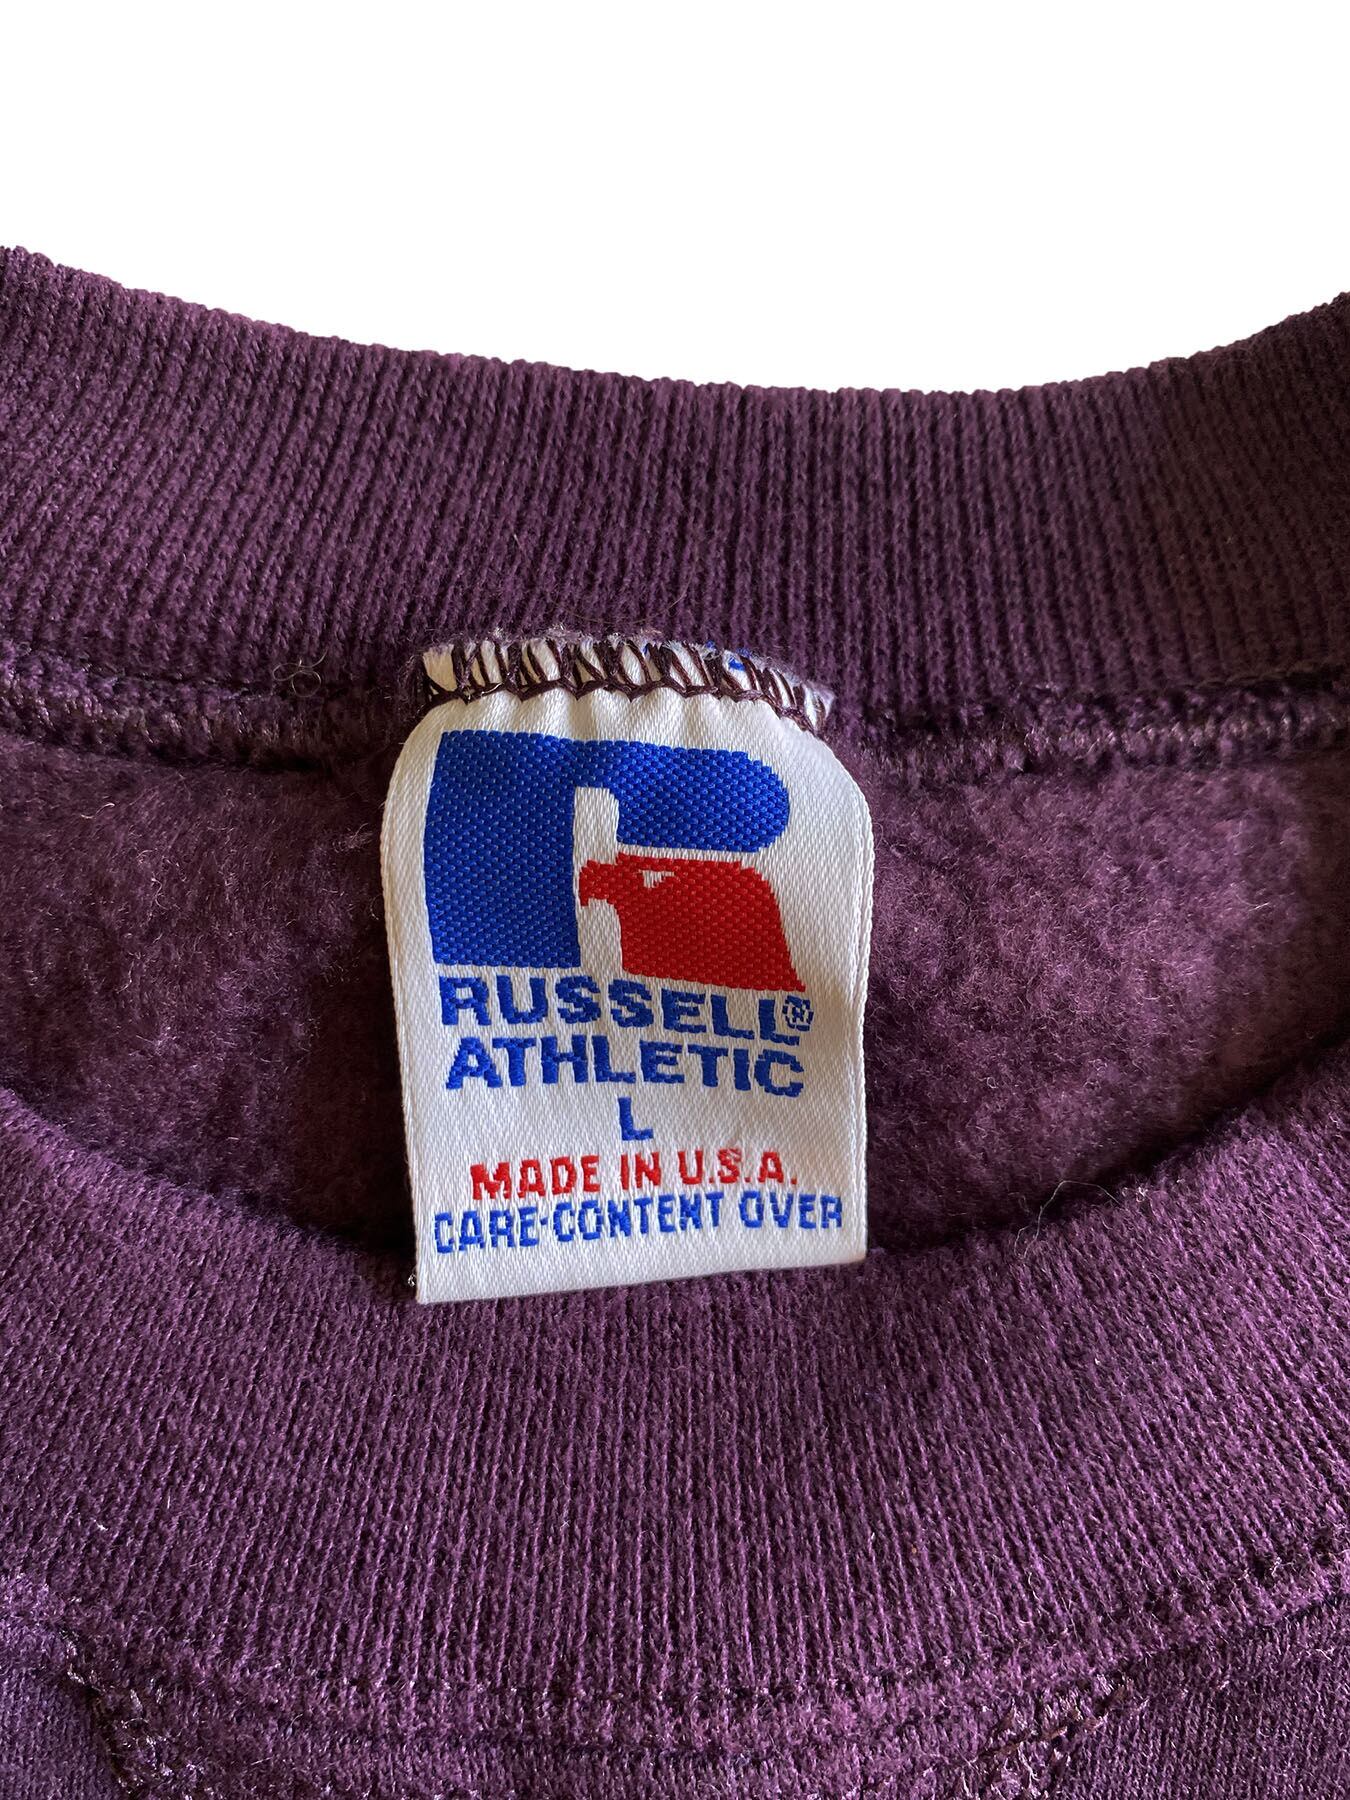 RUSSELL®
ATHLETIC
L
MADE IN U.S.A.
CARE-CONTENT OVER